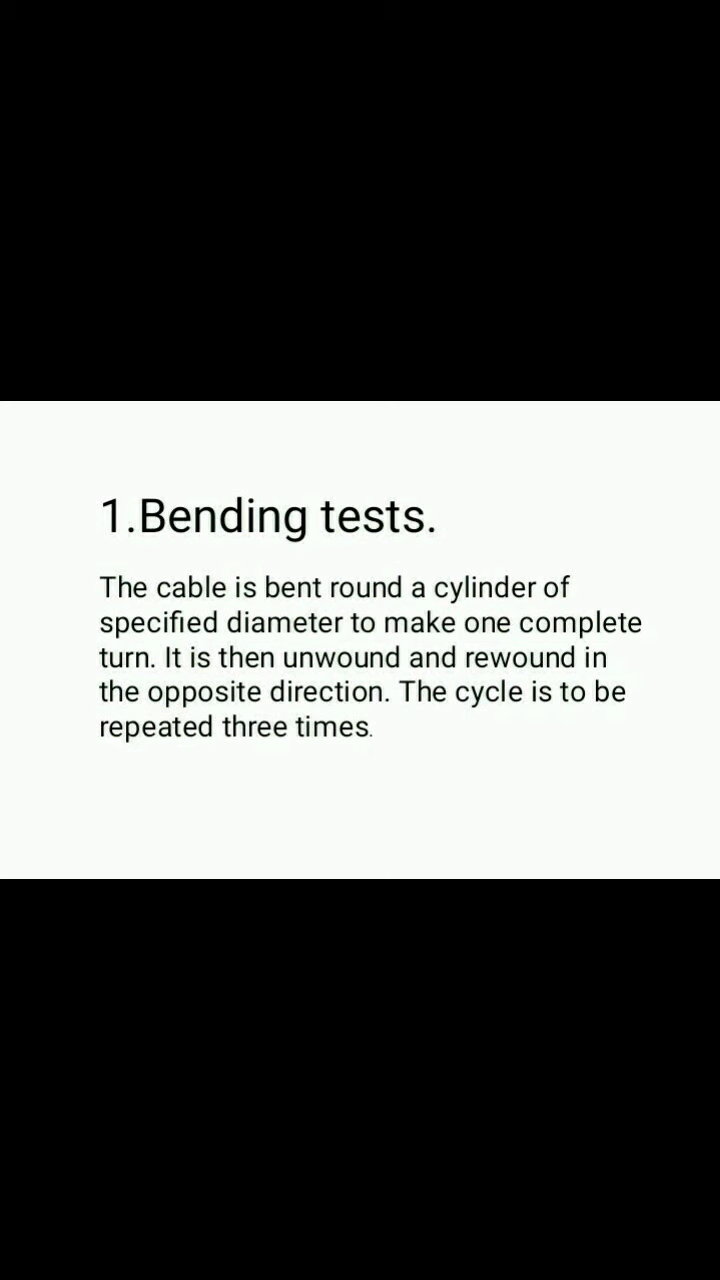 1.Bending tests.
The cable is bent round a cylinder of
specified diameter to make one complete
turn. It is then unwound and rewound in
the opposite direction. The cycle is to be
repeated three times.